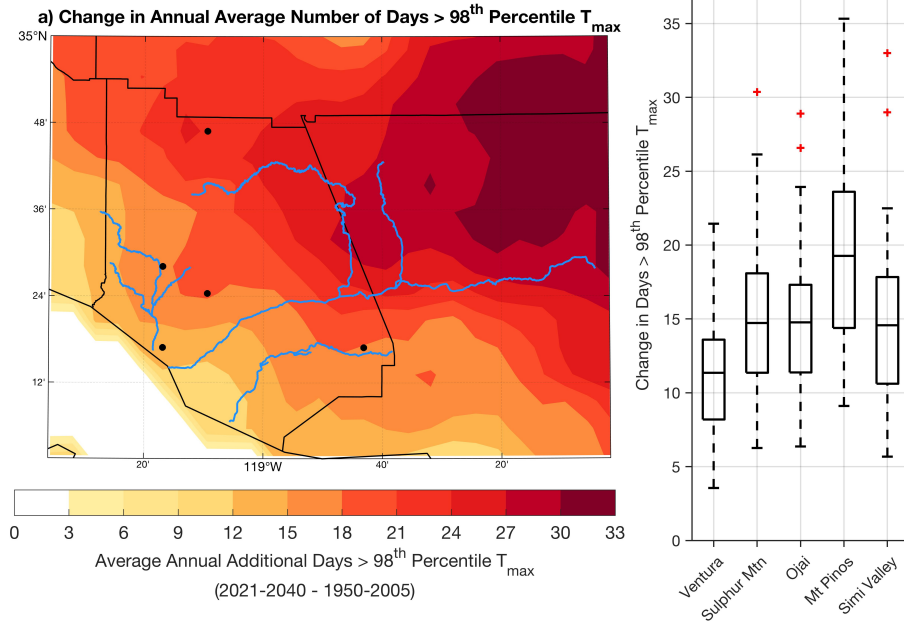 a) Change in Annual Average Number of Days > 98th Percentile Tmax
35°N
48'
36'
24'
12'
20'
119°W
40'
20'
0 3 6 9 12 15 18 21 24 27 30 33
Average Annual Additional Days > 98th Percentile Tmax
(2021-2040 - 1950-2005)
Change in Days > 98th Percentile Tmax
35
30
25
20
15
10
5
0
Ventura
Sulphur Mtn
Ojai
Mt Pinos
Simi Valley